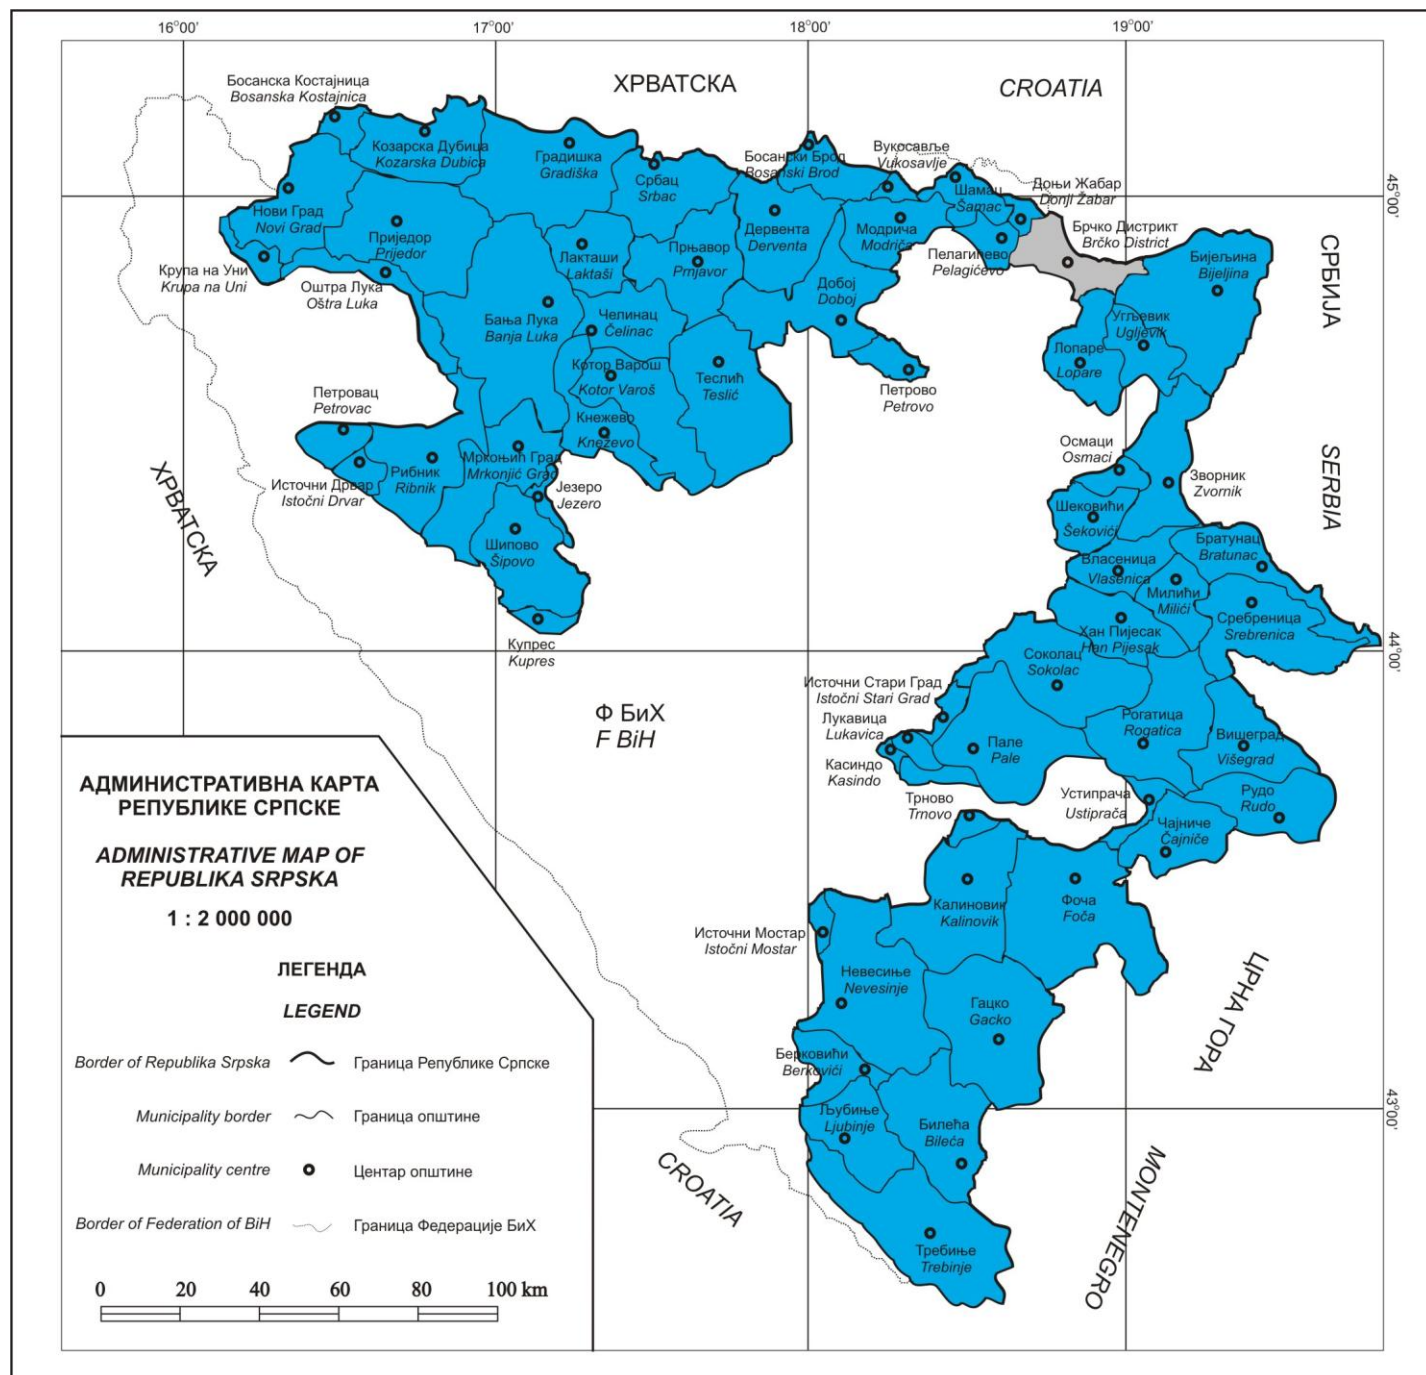 16°00'
17°00'
18°00'
19°00'
ХРВАТСКА
CROATIA
Босанска Костајница
Bosanska Kostajnica
Козарска Дубица
Kozarska Dubica
Градишка
Gradiška
Србац
Srbac
Босански Брод
Bosanski Brod
Вукосавље
Vukosavlje
Шамац
Šamac
Доњи Жабар
Donji Žabar
45°00'
Нови Град
Novi Grad
Приједор
Prijedor
Лакташи
Laktaši
Прњавор
Prnjavor
Дервента
Derventa
Модрича
Modriča
Пелагићево
Pelagićevo
Брчко Дистрикт
Brčko District
Бијељина
Bijeljina
СРБИЈА
Крупа на Уни
Krupa na Uni
Оштра Лука
Oštra Luka
Бања Лука
Banja Luka
Челинац
Čelinac
Добој
Doboj
Угљевик
Ugljevik
Лопаре
Lopare
Котор Варош
Kotor Varoš
Теслић
Teslić
Петрово
Petrovo
Петровац
Petrovac
Кнежево
Knezevo
Осмаци
Osmaci
Зворник
Zvornik
SERBIA
Источни Дрвар
Istočni Drvar
Рибник
Ribnik
Мркоњић Град
Mrkonjić Grad
Језеро
Jezero
Шековићи
Šekovići
ХРВАТСКА
Шипово
Šipovo
Власеница
Vlasenica
Братунац
Bratunac
Милићи
Milići
Сребреница
Srebrenica
Хан Пијесак
Han Pijesak
Купрес
Kupres
44°00'
Соколац
Sokolac
Источни Стари Град
Istočni Stari Grad
Ф БиХ
F BiH
Лукавица
Lukavica
Касиндо
Kasindo
Пале
Pale
Рогатица
Rogatica
Вишеград
Višegrad
Трново
Trnovo
Устипрача
Ustiprača
Рудо
Rudo
Чајниче
Čajniče
Калиновик
Kalinovik
Фоча
Foča
Источни Мостар
Istočni Mostar
Невесиње
Nevesinje
Гацко
Gacko
ЦРНА ГОРА
Берковићи
Berkovići
43°00'
Љубиње
Ljubinje
Билећа
Bileća
CROATIA
MONTENEGRO
Требиње
Trebinje
АДМИНИСТРАТИВНА КАРТА
РЕПУБЛИКЕ СРПСКЕ
ADMINISTRATIVE MAP OF
REPUBLIKA SRPSKA
1 : 2 000 000
ЛЕГЕНДА
LEGEND
Border of Republika Srpska Граница Републике Српске
Municipality border Граница општине
Municipality centre Центар општине
Border of Federation of BiH Граница Федерације БиХ
0 20 40 60 80 100 km